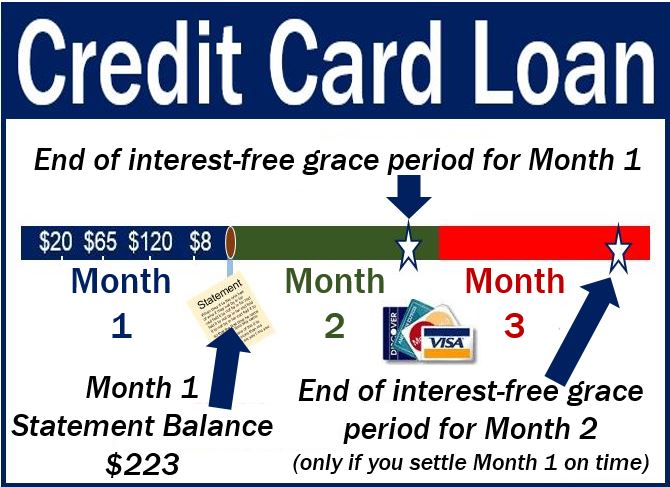 Credit Card Loan
End of interest-free grace period for Month 1
$20 $65 $120 $8
Month
1
Month
2
Month
3
Statement
DISCOVER
VISA
Month 1
Statement Balance
$223
End of interest-free grace
period for Month 2
(only if you settle Month 1 on time)